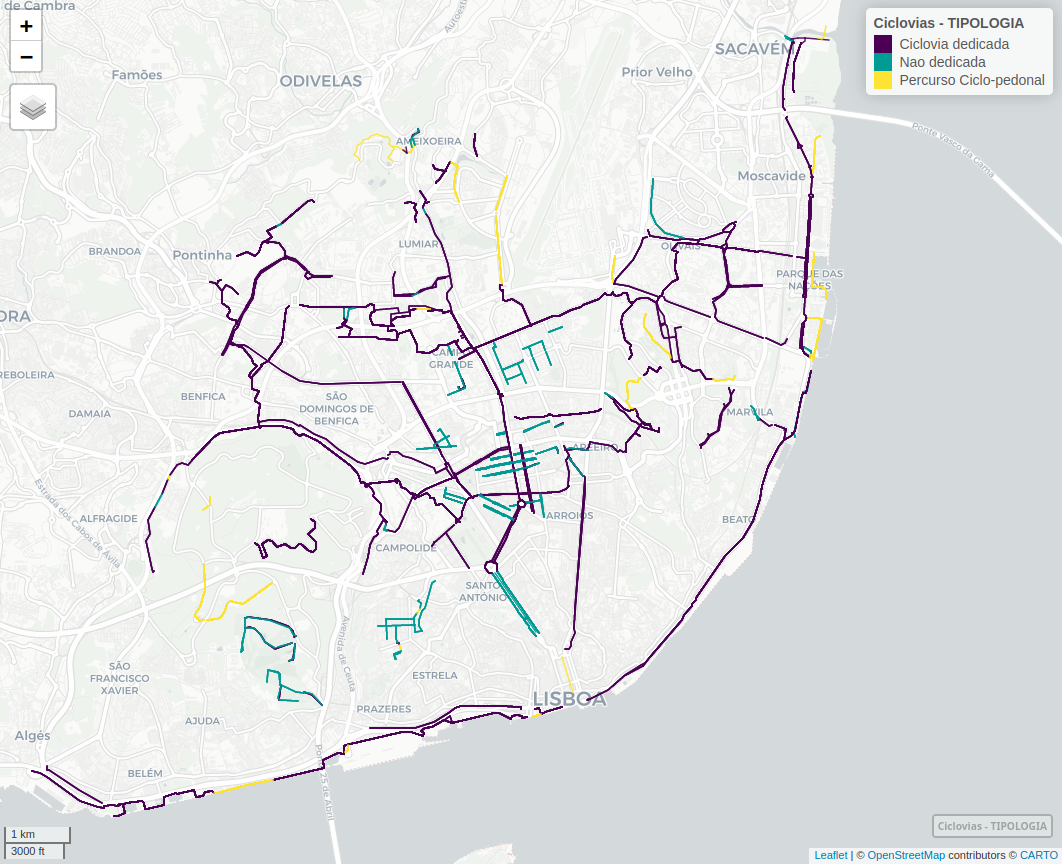 de Cambra
+
−
Famões
ODIVELAS
SACAVÉM
Prior Velho
Ciclovias - TIPOLOGIA
Ciclovia dedicada
Nao dedicada
Percurso Ciclo-pedonal
AMEIXOEIRA
Ponte Vasco da Gama
Moscavide
BRANDOA
Pontinha
LUMIAR
OLIVAIS
PARQUE DAS
NAÇÕES
ORA
REBOLEIRA
CAMPO
GRANDE
BENFICA
SÃO
DOMINGOS DE
BENFICA
DAMAIA
MARVILA
AREEIRO
Estrada dos Cabos de Ávila
ALFRAGIDE
ARROIOS
BEATO
CAMPOLIDE
SANTO
ANTÓNIO
Avenida de Ceuta
SÃO
FRANCISCO
XAVIER
ESTRELA
LISBOA
PRAZERES
AJUDA
Algés
BELÉM
Ponte 25 de Abril
1 km
3000 ft
Ciclovias - TIPOLOGIA
Leaflet | © OpenStreetMap contributors © CARTO